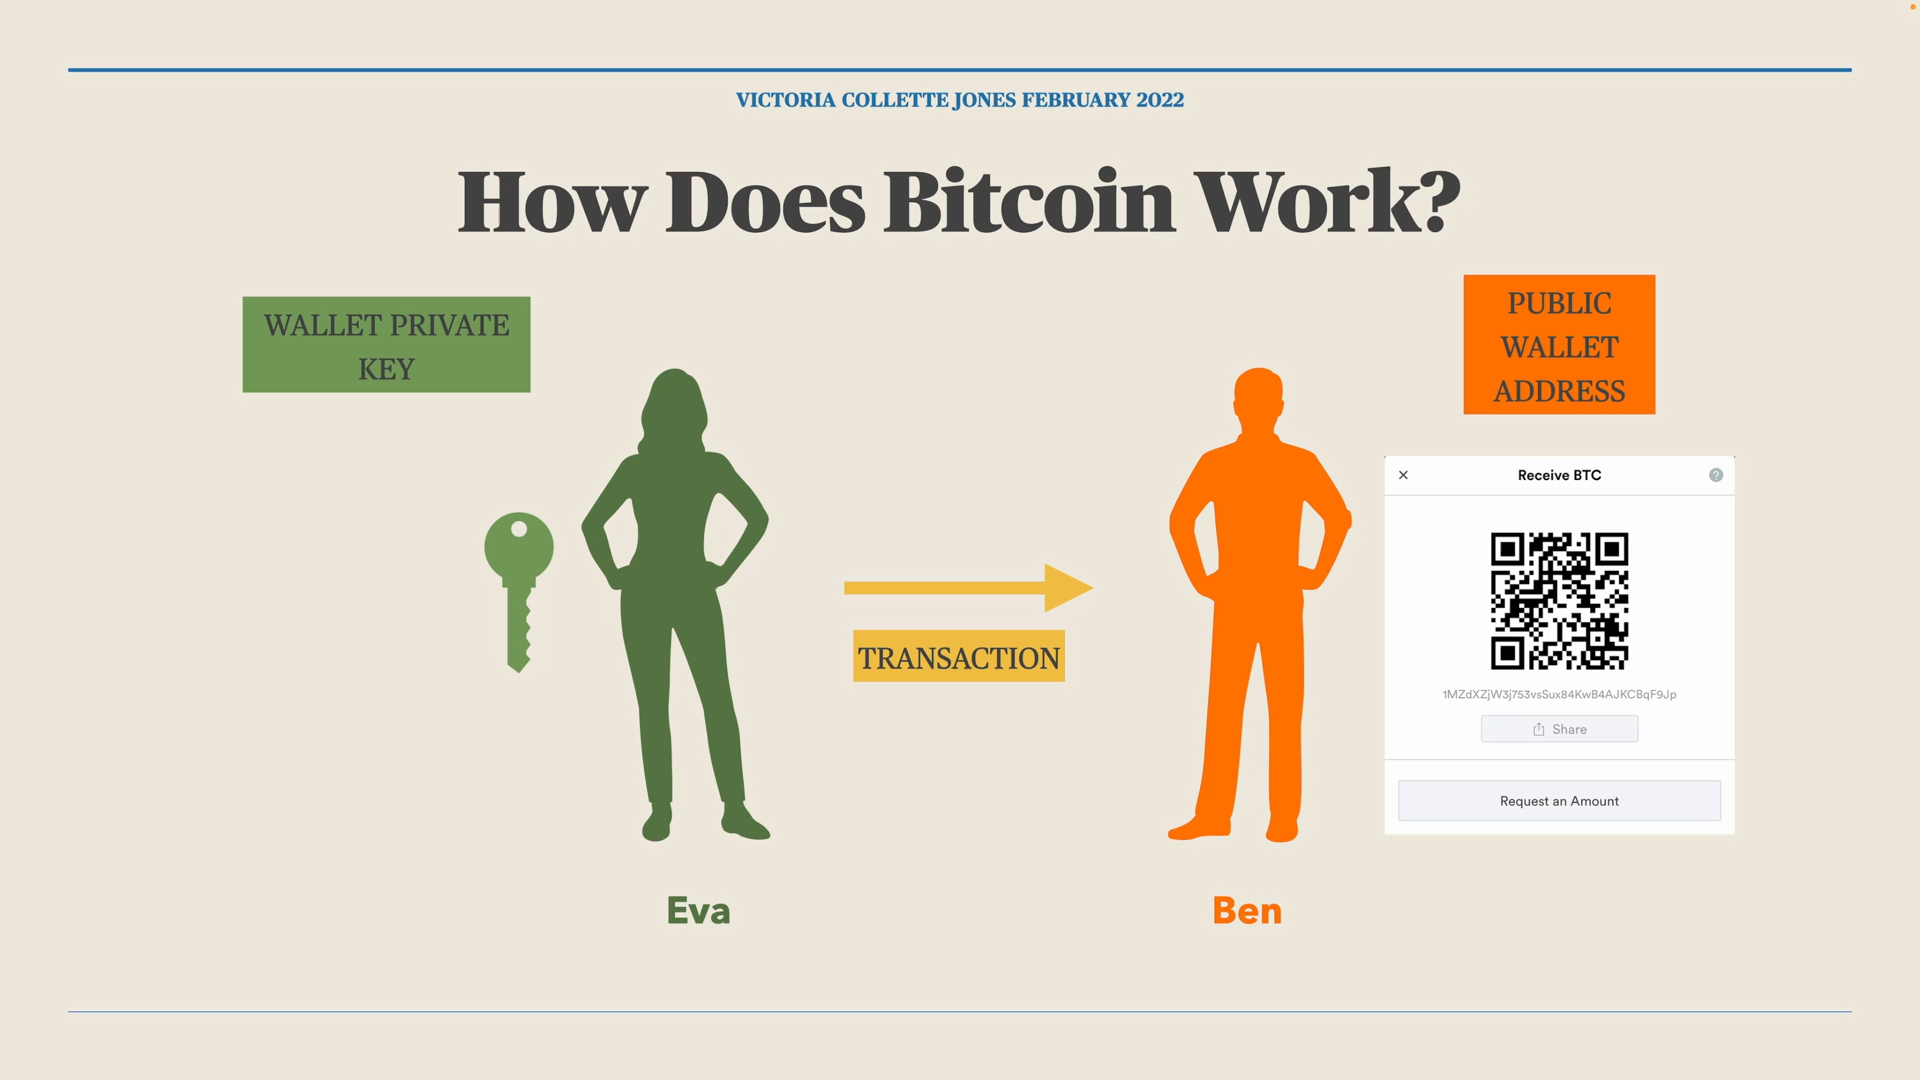 VICTORIA COLLETTE JONES FEBRUARY 2022
How Does Bitcoin Work?
WALLET PRIVATE
KEY
PUBLIC
WALLET
ADDRESS
Receive BTC
?
TRANSACTION
1MZdXZjW3j753vsSux84KwB4AJKCBqF9Jp
Share
Request an Amount
Eva
Ben